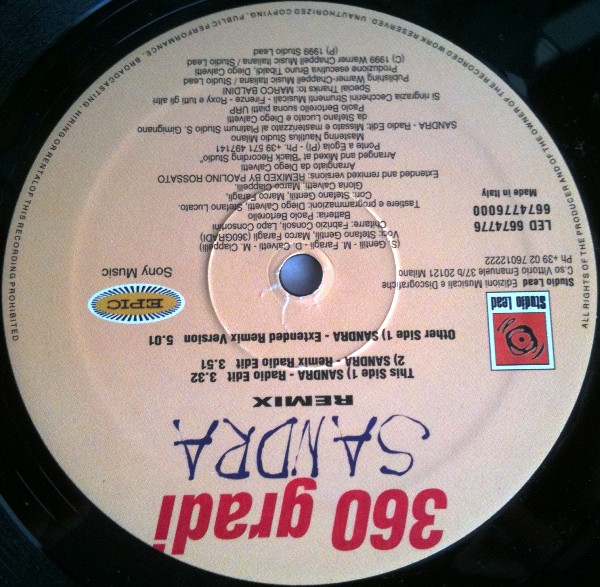 360 gradi
SANDRA
REMIX
This Side 1) SANDRA - Radio Edit 3.32
2) SANDRA - Remix Radio Edit 3.51
Other Side 1) SANDRA - Extended Remix Version 5.01
Studio Lead
EPIC
Sony Music
Studio Lead Edizioni Musicali e Discografiche
C.so Vittorio Emanuele 37/b 20121 Milano
Ph +39 02 76012222
LED 6674776
6674776000
Made in Italy
(S. Gentili - M. Faragli - D. Calvetti - M. Ciappelli)
Voci: Stefano Gentili, Marco Faragli (360GRADI)
Chitarre: Fabrizio Consoli, Lapo Consortini
Batteria: Paolo Bertorello
Tastiere e programmazioni: Diego Calvetti, Stefano Lucato.
Cori: Stefano Gentili, Marco Faragli,
Gloria, Calvetti, Marco Ciappelli.
Extended and remixed versions: REMIXED BY PAOLINO ROSSATO
Arrangiato da Diego Calvetti
Arranged and Mixed at "Black Recording Studio"
Ponte a Egola (PI) - Ph. +39 571 497141
Mastering Nautilus Studio Milano
SANDRA - Radio Edit: Missato e masterizzato al Platinum Studio S. Gimignano
da Stefano Lucato e Diego Calvetti
Paolo Bertorello suona piatti UFIP
Si ringrazia Ceccherini Strumenti Musicali - Firenze - Roxy e tutti gli altri
Special Thanks to: MARCO BALDINI
Publishing Warner-Chappell Music Italiana / Studio Lead
Produzione esecutiva Bruno Tibaldi, Diego Calvetti
(C) 1999 Warner Chappell Music Italiana / Studio Lead
(P) 1999 Studio Lead
ALL RIGHTS OF THE PRODUCER AND OF THE OWNER OF THE RECORDED WORK RESERVED. UNAUTHORIZED COPYING, PUBLIC PERFORMANCE, BROADCASTING, HIRING OR RENTAL OF THIS RECORDING PROHIBITED